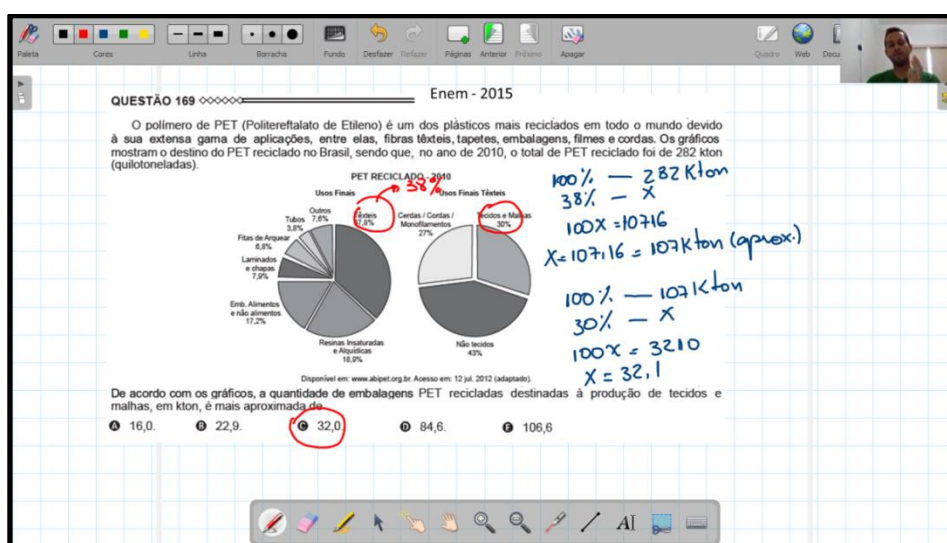 Paleta
Cores
Linha
Borracha
Fundo
Desfazer
Refazer
Páginas
Anterior
Próximo
Apagar
Quadro
Web
Docu
Enem - 2015
QUESTÃO 169
O polímero de PET (Politereftalato de Etileno) é um dos plásticos mais reciclados em todo o mundo devido
à sua extensa gama de aplicações, entre elas, fibras têxteis, tapetes, embalagens, filmes e cordas. Os gráficos
mostram o destino do PET reciclado no Brasil, sendo que, no ano de 2010, o total de PET reciclado foi de 282 kton
(quilotoneladas).
PET RECICLADO - 2010
38%
Usos Finais
Usos Finais Têxteis
Outros
7,6%
Têxteis
37,8%
Tubos
3,8%
Fitas de Arquear
6,8%
Laminados
e chapas
7,9%
Emb. Alimentos
e não alimentos
17,2%
Resinas Insaturadas
e Alquídicas
18,9%
Cerdas / Cordas /
Monofilamentos
27%
Tecidos e Malhas
30%
Não tecidos
43%
100% — 282 Kton
38% — X
100X = 10716
X = 107,16 = 107 Kton (aprox.)
100% — 107 Kton
30% — X
100X = 3210
X = 32,1
Disponível em: www.abipet.org.br. Acesso em: 12 jul. 2012 (adaptado).
De acordo com os gráficos, a quantidade de embalagens PET recicladas destinadas à produção de tecidos e
malhas, em kton, é mais aproximada de
A 16,0. B 22,9. C 32,0. D 84,6. E 106,6
AI